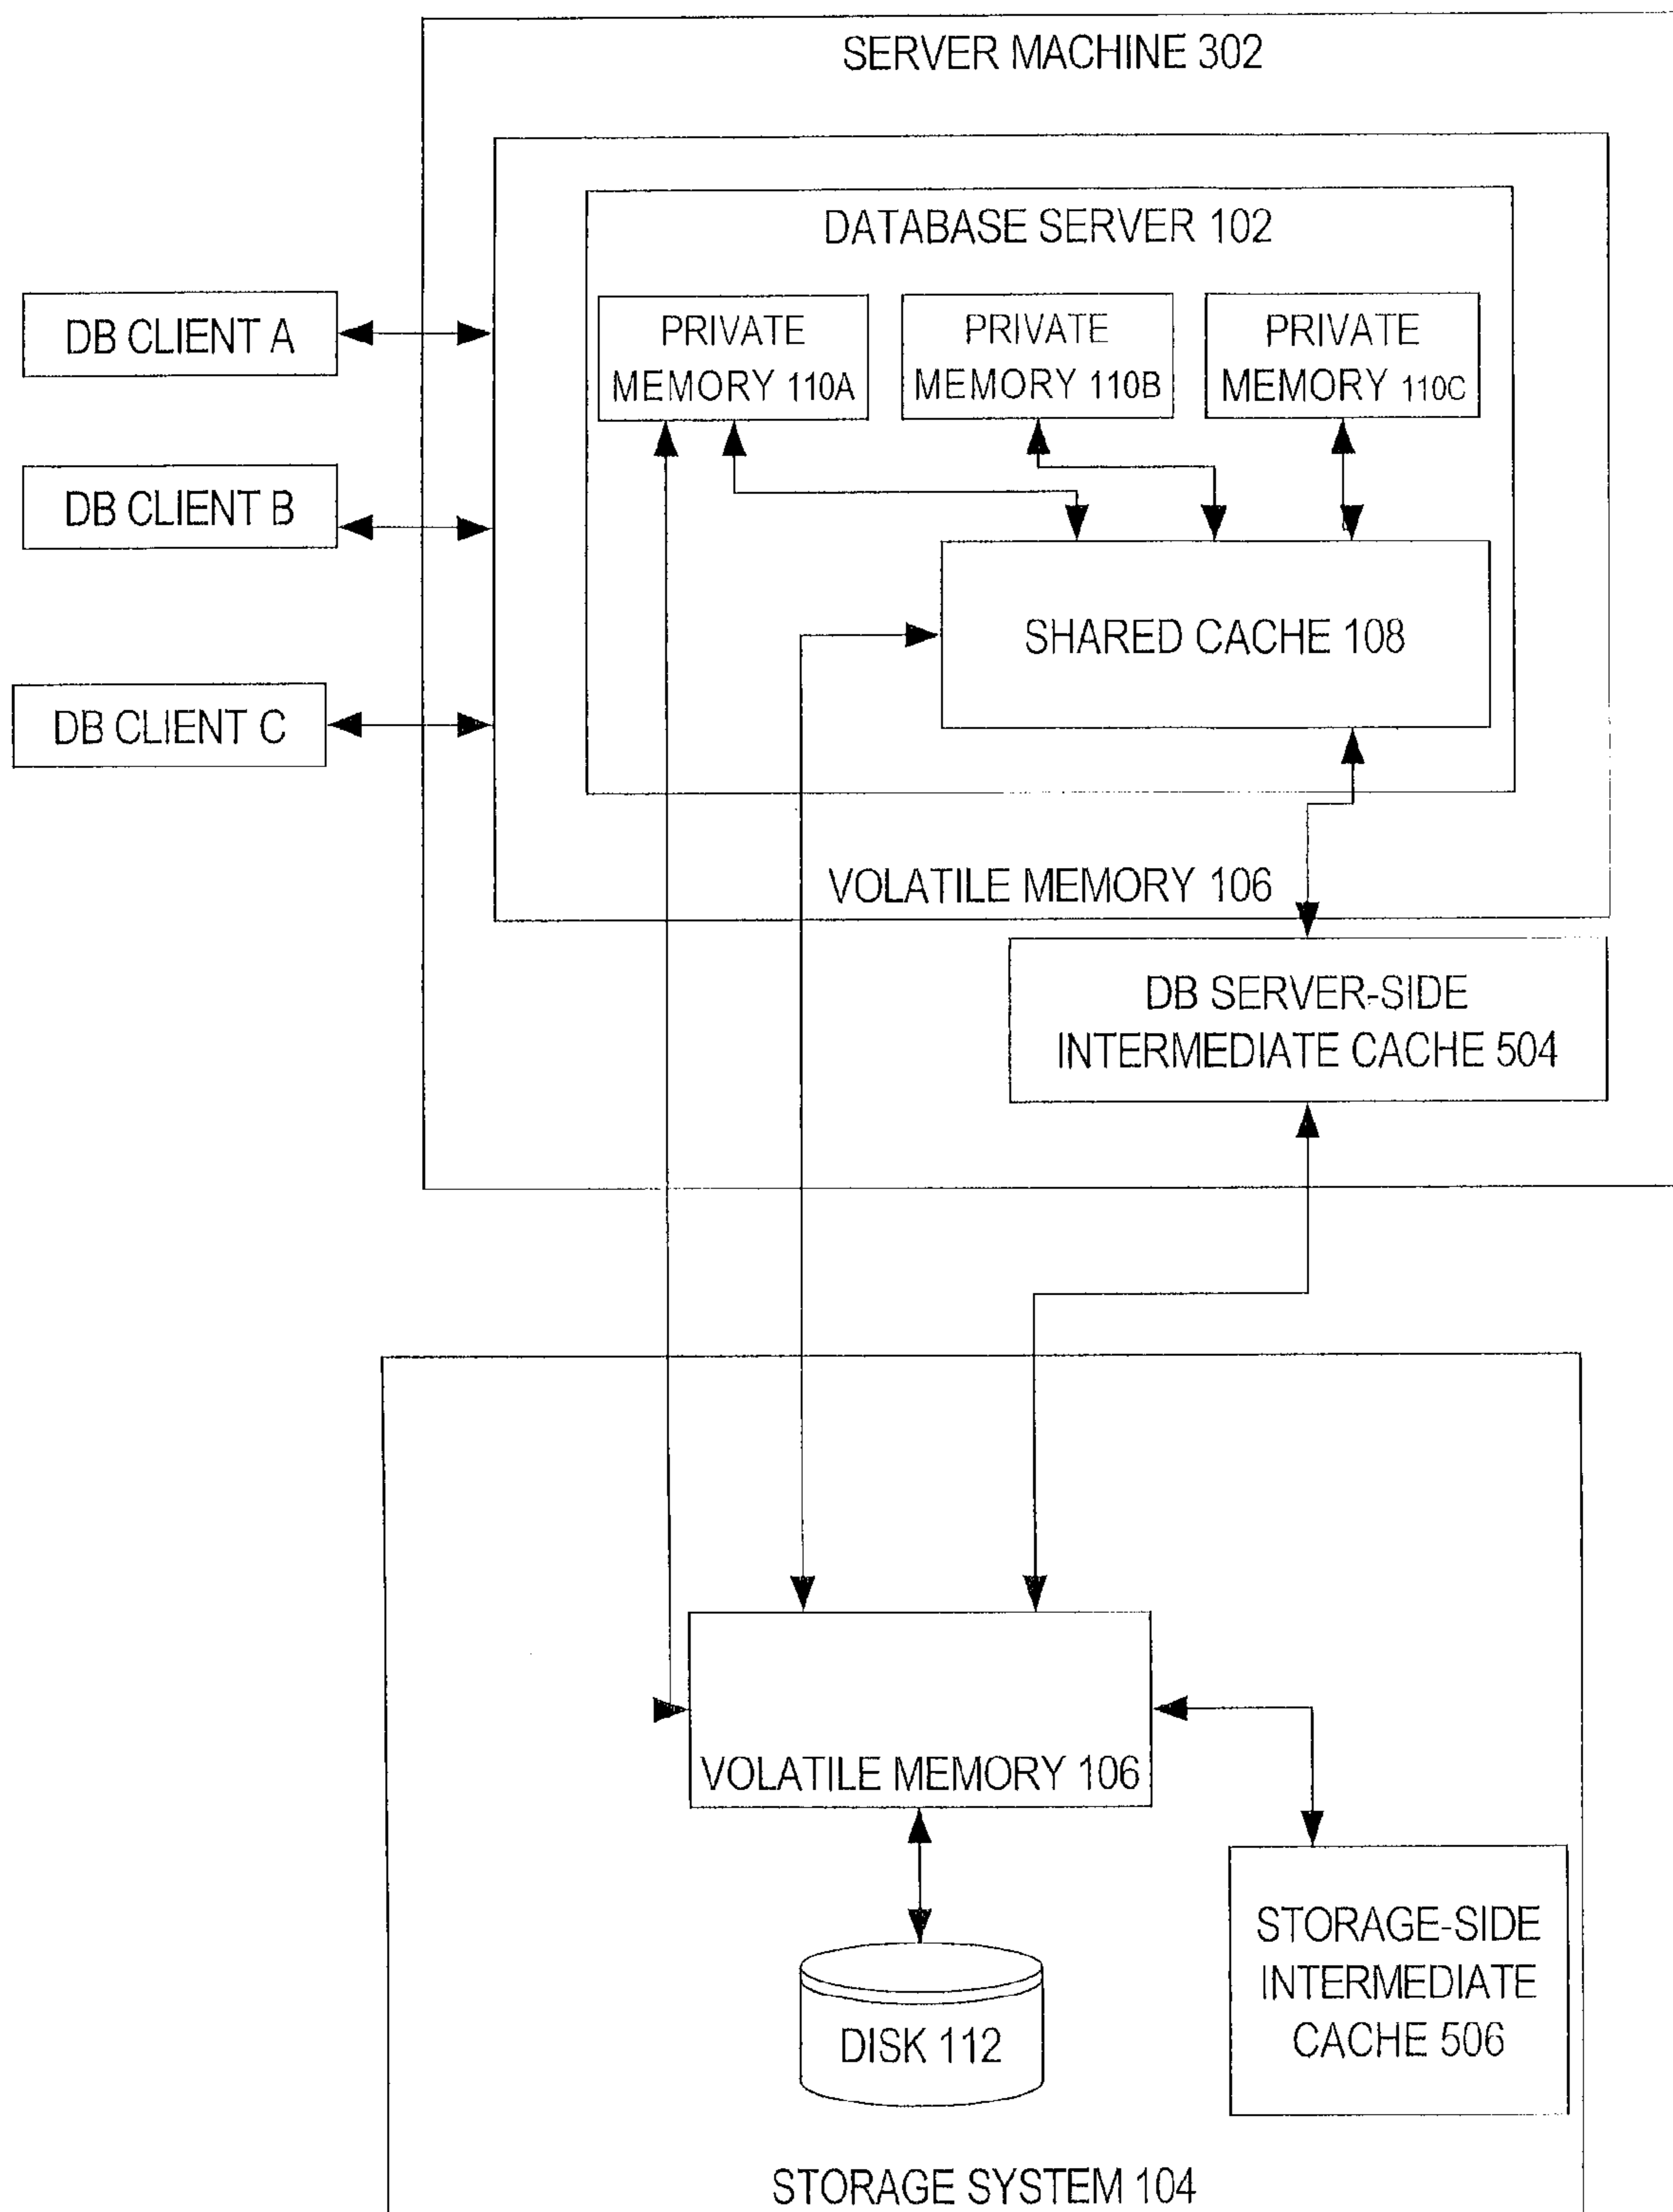 SERVER MACHINE 302
DATABASE SERVER 102
DB CLIENT A
PRIVATE
MEMORY 110A
PRIVATE
MEMORY 110B
PRIVATE
MEMORY 110C
DB CLIENT B
SHARED CACHE 108
DB CLIENT C
VOLATILE MEMORY 106
DB SERVER-SIDE
INTERMEDIATE CACHE 504
VOLATILE MEMORY 106
STORAGE-SIDE
INTERMEDIATE
CACHE 506
DISK 112
STORAGE SYSTEM 104